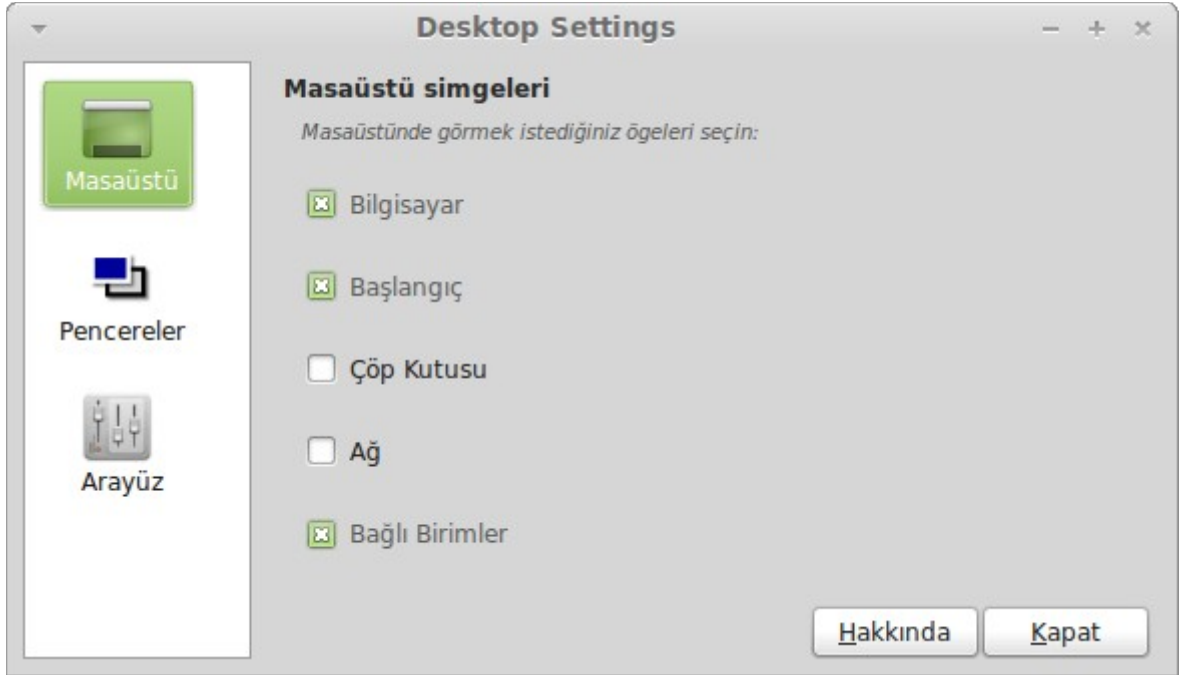 Desktop Settings
Masaüstü
Pencereler
Arayüz
Masaüstü simgeleri
Masaüstünde görmek istediğiniz ögeleri seçin:
Bilgisayar
Başlangıç
Çöp Kutusu
Ağ
Bağlı Birimler
Hakkında
Kapat